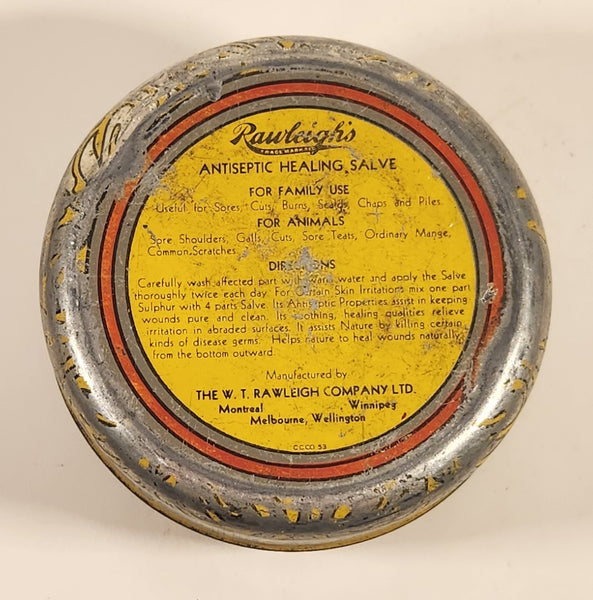 Rawleigh's
TRADE MARK
ANTISEPTIC HEALING SALVE
FOR FAMILY USE
Useful for Sores, Cuts, Burns, Scalds, Chaps and Piles.
FOR ANIMALS
Sore Shoulders, Galls, Cuts, Sore Teats, Ordinary Mange,
Common Scratches.
DIRECTIONS
Carefully wash affected part with warm water and apply the Salve
thoroughly twice each day. For Certain Skin Irritations mix one part
Sulphur with 4 parts Salve. Its Antiseptic Properties assist in keeping
wounds pure and clean. Its soothing, healing qualities relieve
irritation in abraded surfaces. It assists Nature by killing certain
kinds of disease germs. Helps nature to heal wounds naturally
from the bottom outward.
Manufactured by
THE W. T. RAWLEIGH COMPANY LTD.
Montreal Winnipeg
Melbourne, Wellington
CCCO 53